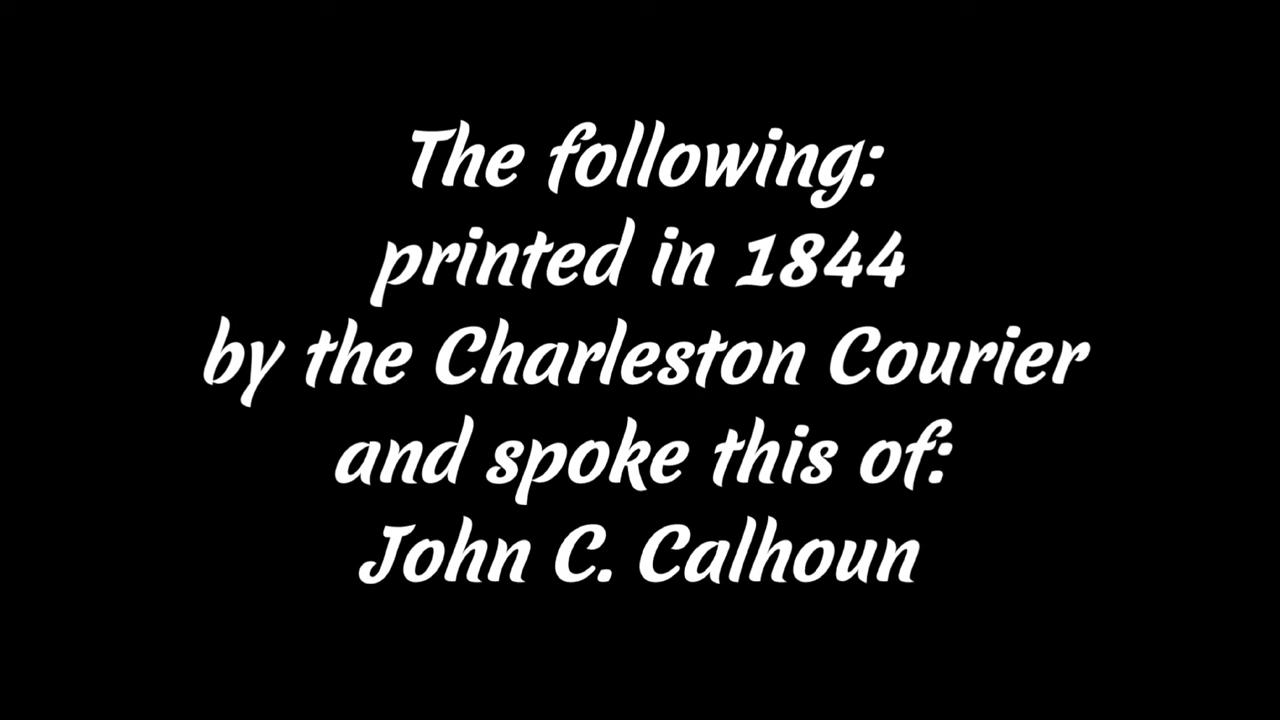 The following:
printed in 1844
by the Charleston Courier
and spoke this of:
John C. Calhoun